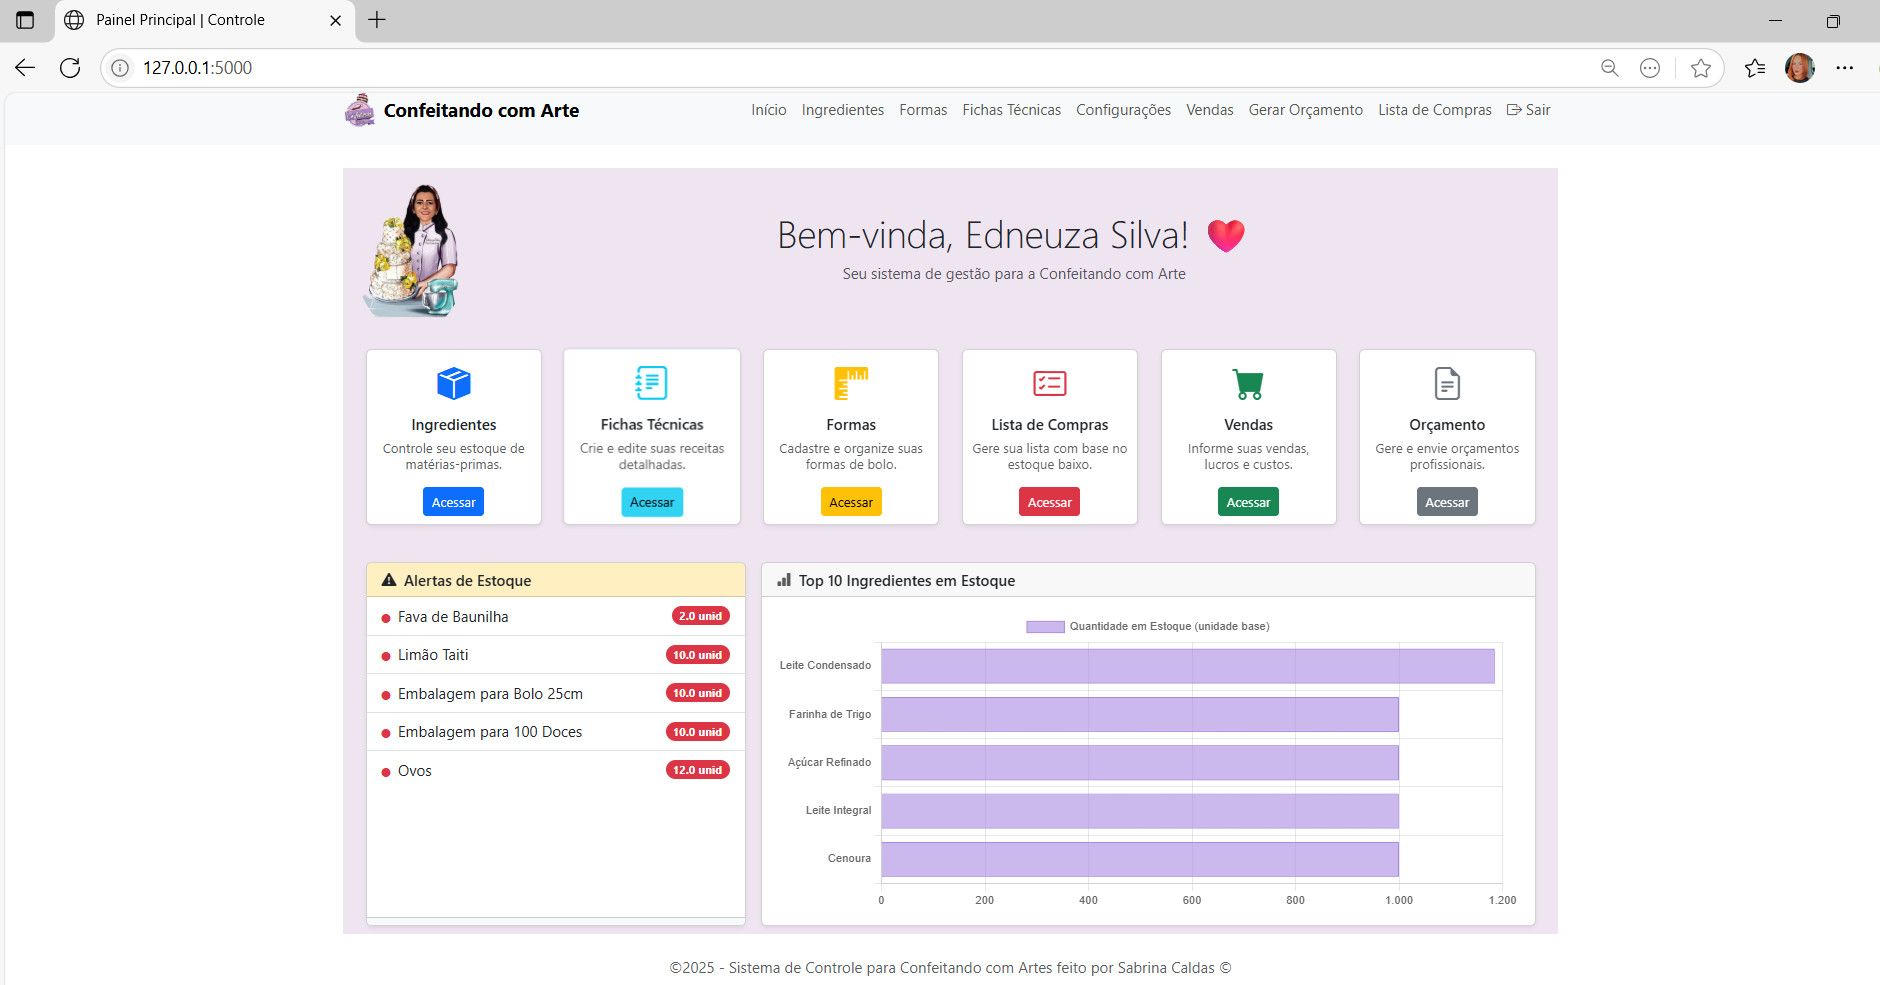 Painel Principal | Controle
127.0.0.1:5000
Confeitando com Arte
Início Ingredientes Formas Fichas Técnicas Configurações Vendas Gerar Orçamento Lista de Compras Sair
Bem-vinda, Edneuza Silva!
Seu sistema de gestão para a Confeitando com Arte
Ingredientes
Controle seu estoque de
matérias-primas.
Acessar
Fichas Técnicas
Crie e edite suas receitas
detalhadas.
Acessar
Formas
Cadastre e organize suas
formas de bolo.
Acessar
Lista de Compras
Gere sua lista com base no
estoque baixo.
Acessar
Vendas
Informe suas vendas,
lucros e custos.
Acessar
Orçamento
Gere e envie orçamentos
profissionais.
Acessar
Alertas de Estoque
Fava de Baunilha 2.0 unid
Limão Taiti 10.0 unid
Embalagem para Bolo 25cm 10.0 unid
Embalagem para 100 Doces 10.0 unid
Ovos 12.0 unid
Top 10 Ingredientes em Estoque
Quantidade em Estoque (unidade base)
Leite Condensado
Farinha de Trigo
Açúcar Refinado
Leite Integral
Cenoura
0 200 400 600 800 1.000 1.200
©2025 - Sistema de Controle para Confeitando com Artes feito por Sabrina Caldas ©